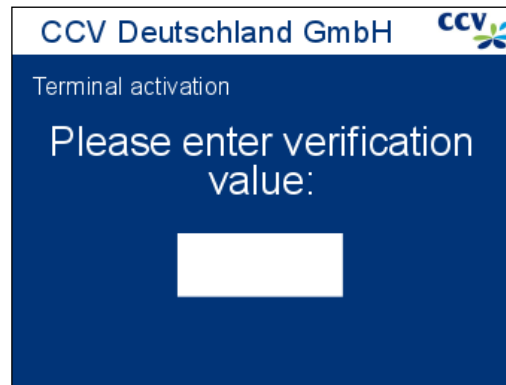 CCV Deutschland GmbH
CCV
Terminal activation
Please enter verification
value: